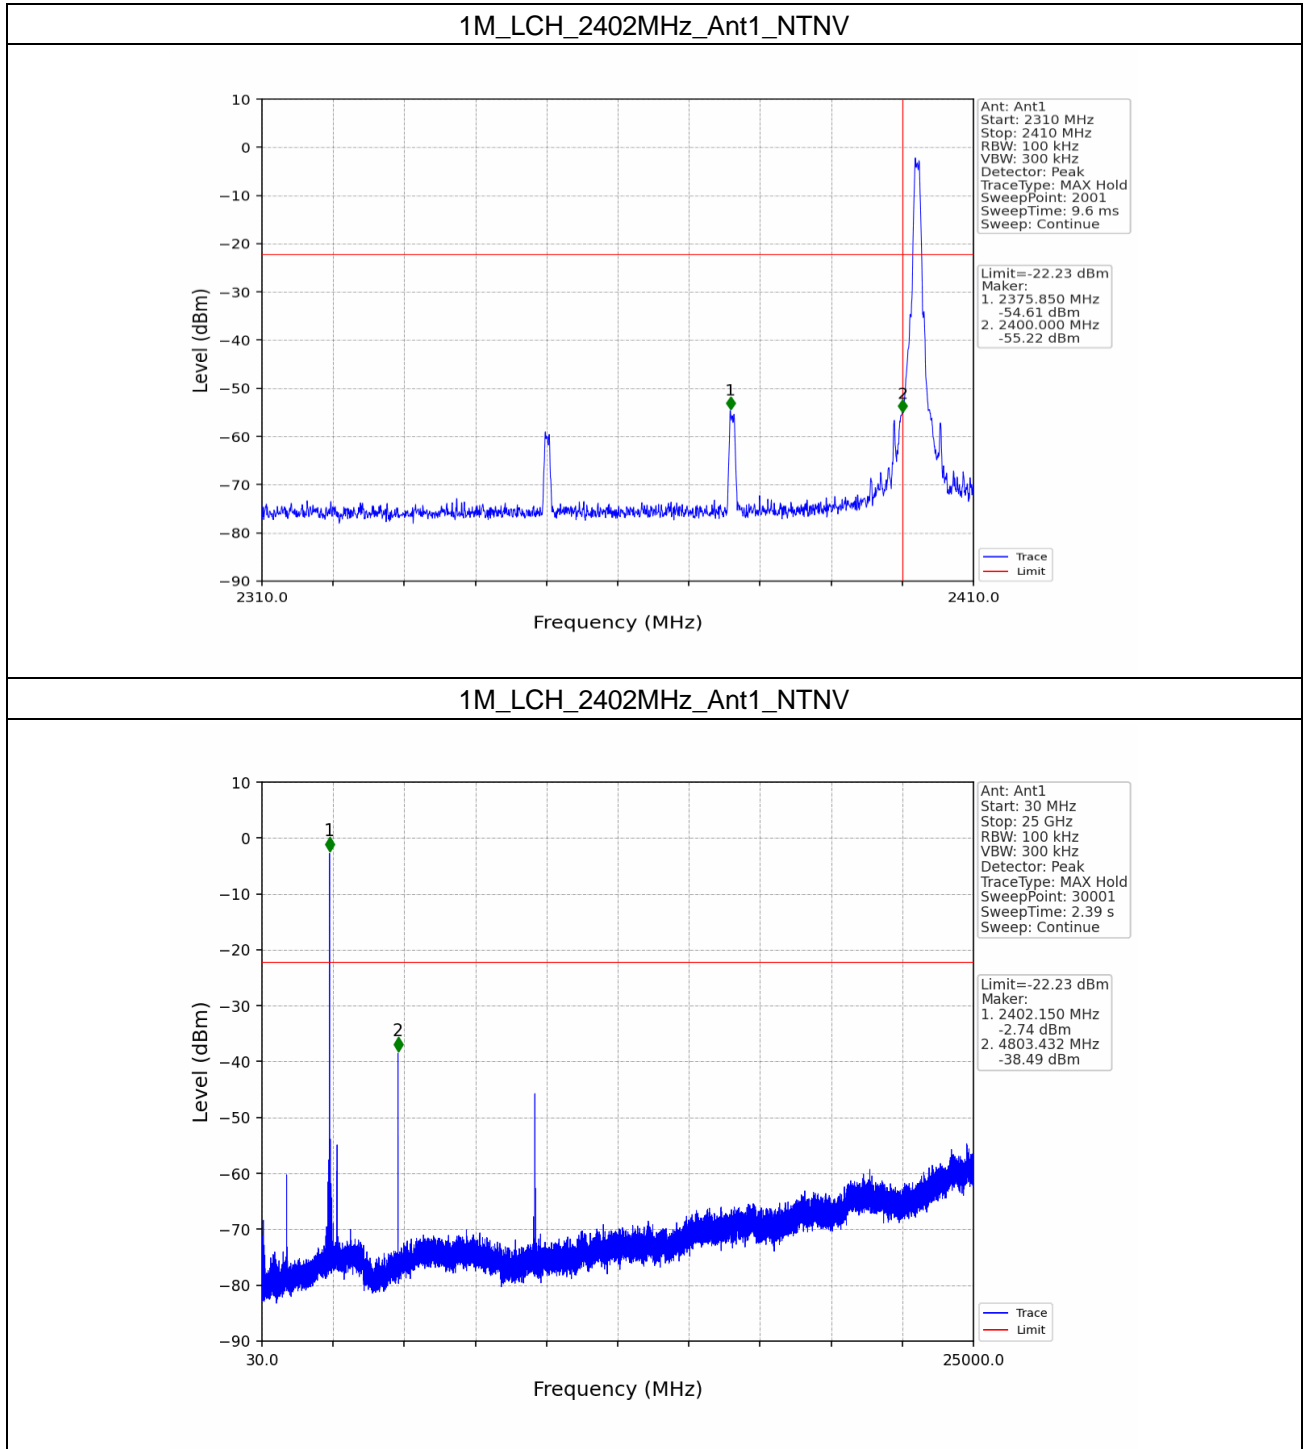 1M_LCH_2402MHz_Ant1_NTNV
10
0
−10
−20
−30
−40
−50
−60
−70
−80
−90
Level (dBm)
1
2
2310.0
2410.0
Frequency (MHz)
Ant: Ant1
Start: 2310 MHz
Stop: 2410 MHz
RBW: 100 kHz
VBW: 300 kHz
Detector: Peak
TraceType: MAX Hold
SweepPoint: 2001
SweepTime: 9.6 ms
Sweep: Continue
Limit=-22.23 dBm
Maker:
1. 2375.850 MHz
-54.61 dBm
2. 2400.000 MHz
-55.22 dBm
Trace
Limit
1M_LCH_2402MHz_Ant1_NTNV
10
0
−10
−20
−30
−40
−50
−60
−70
−80
−90
Level (dBm)
1
2
30.0
25000.0
Frequency (MHz)
Ant: Ant1
Start: 30 MHz
Stop: 25 GHz
RBW: 100 kHz
VBW: 300 kHz
Detector: Peak
TraceType: MAX Hold
SweepPoint: 30001
SweepTime: 2.39 s
Sweep: Continue
Limit=-22.23 dBm
Maker:
1. 2402.150 MHz
-2.74 dBm
2. 4803.432 MHz
-38.49 dBm
Trace
Limit